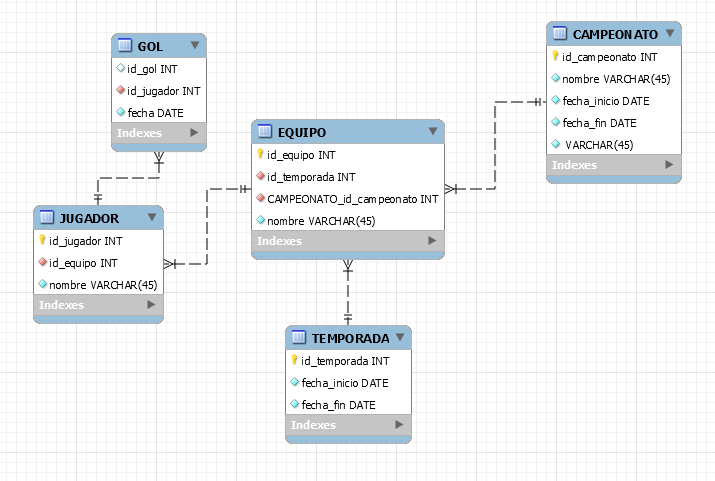 GOL
id_gol INT
id_jugador INT
fecha DATE
Indexes
CAMPEONATO
id_campeonato INT
nombre VARCHAR(45)
fecha_inicio DATE
fecha_fin DATE
VARCHAR(45)
Indexes
EQUIPO
id_equipo INT
id_temporada INT
CAMPEONATO_id_campeonato INT
nombre VARCHAR(45)
Indexes
JUGADOR
id_jugador INT
id_equipo INT
nombre VARCHAR(45)
Indexes
TEMPORADA
id_temporada INT
fecha_inicio DATE
fecha_fin DATE
Indexes